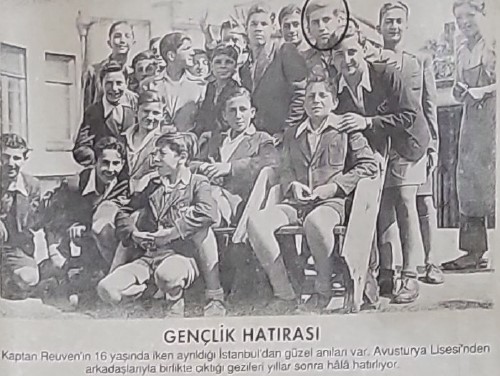 GENÇLİK HATIRASI
Kaptan Reuven'in 16 yaşında iken ayrıldığı İstanbul'dan güzel anıları var. Avusturya Lisesi'nden
arkadaşlarıyla birlikte çıktığı gezileri yıllar sonra hâlâ hatırlıyor.